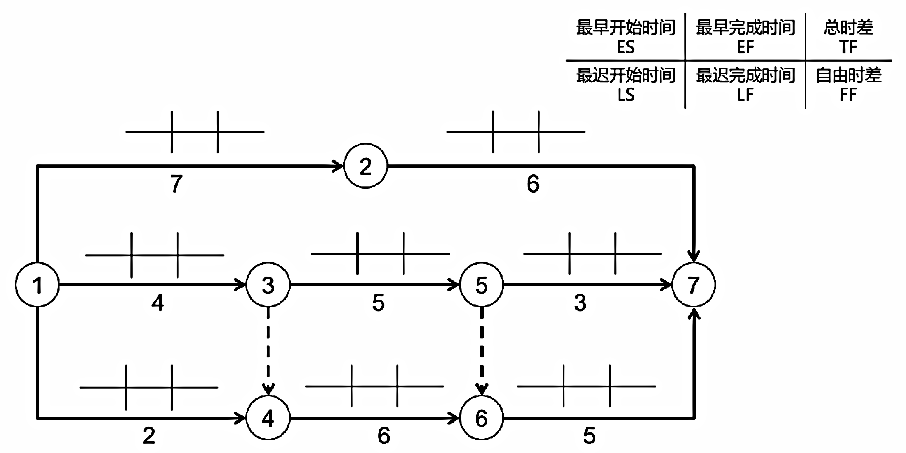 最早开始时间 最早完成时间 总时差
ES EF TF
最迟开始时间 最迟完成时间 自由时差
LS LF FF
2
7 6
1 3 5 7
4 5 3
4 6
2 6 5